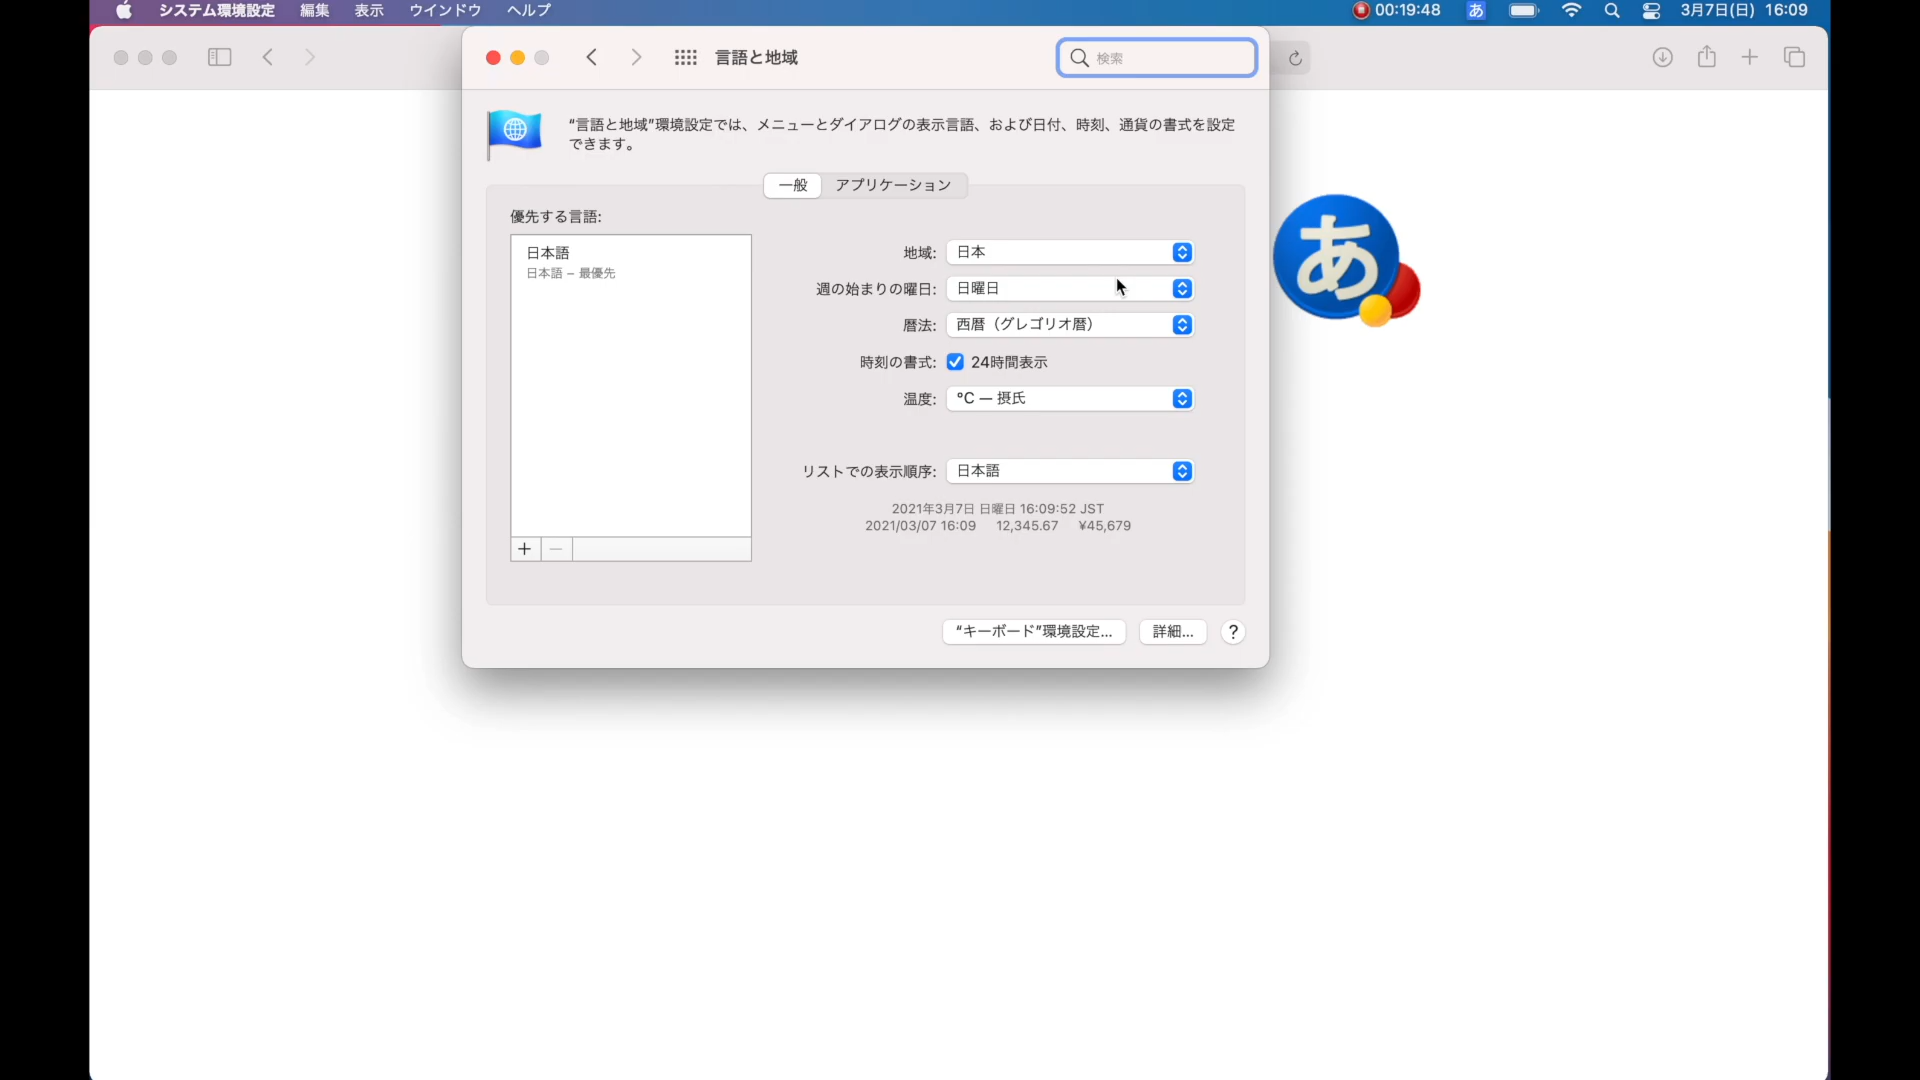 システム環境設定 編集 表示 ウインドウ ヘルプ 00:19:48 あ 3月7日(日) 16:09
言語と地域 検索
“言語と地域”環境設定では、メニューとダイアログの表示言語、および日付、時刻、通貨の書式を設定
できます。
一般 アプリケーション
優先する言語:
日本語
日本語 – 最優先
地域: 日本
週の始まりの曜日: 日曜日
暦法: 西暦（グレゴリオ暦）
時刻の書式: 24時間表示
温度: °C — 摂氏
リストでの表示順序: 日本語
2021年3月7日 日曜日 16:09:52 JST
2021/03/07 16:09 12,345.67 ¥45,679
“キーボード”環境設定... 詳細... ?
あ